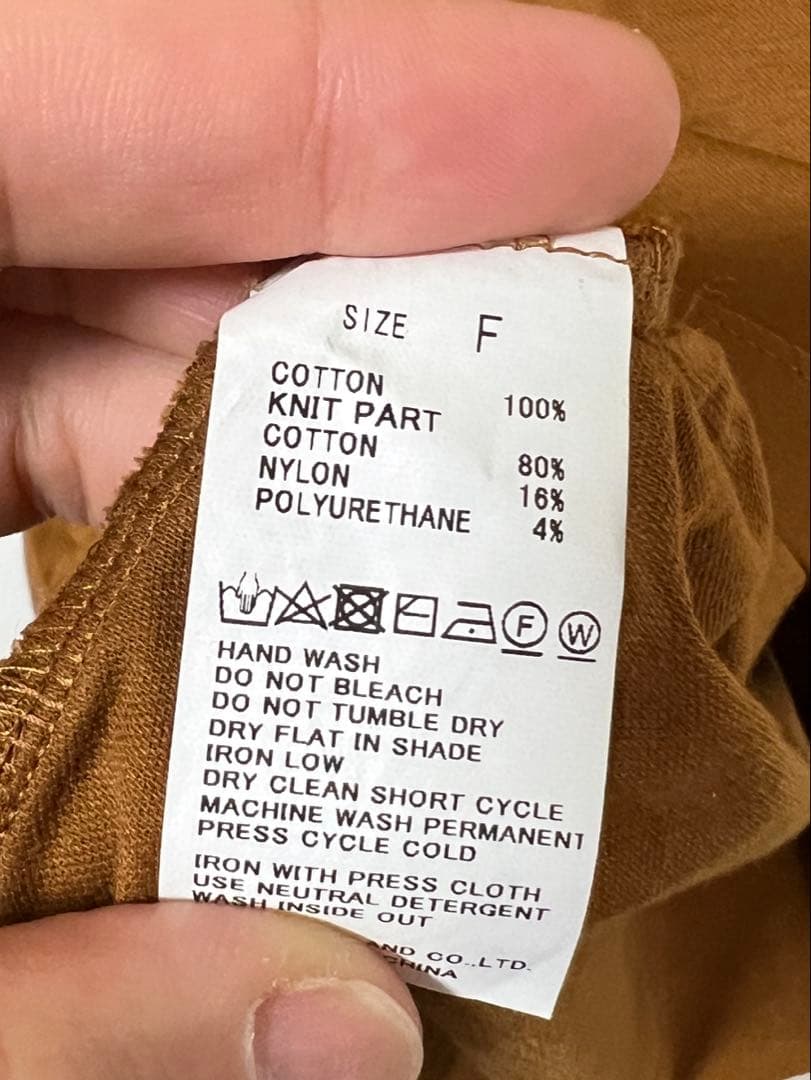 SIZE F
COTTON 100%
KNIT PART
COTTON 80%
NYLON 16%
POLYURETHANE 4%
F W
HAND WASH
DO NOT BLEACH
DO NOT TUMBLE DRY
DRY FLAT IN SHADE
IRON LOW
DRY CLEAN SHORT CYCLE
MACHINE WASH PERMANENT
PRESS CYCLE COLD
IRON WITH PRESS CLOTH
USE NEUTRAL DETERGENT
WASH INSIDE OUT
CO.,LTD.
CHINA